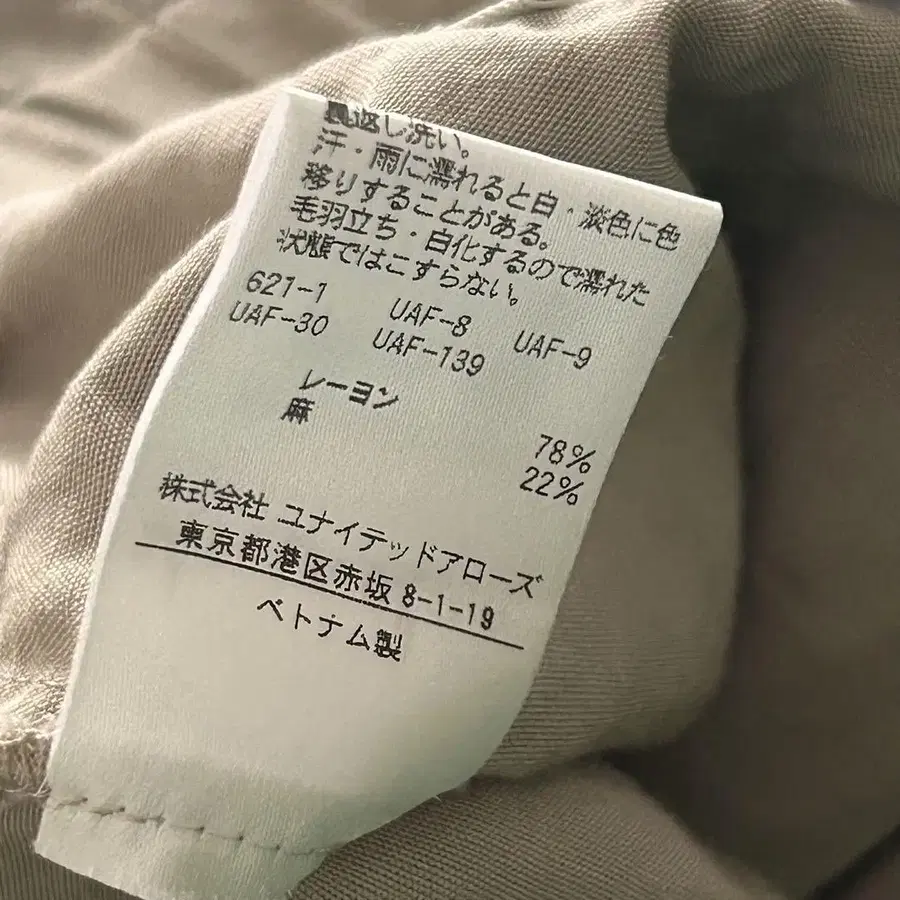 裏返し洗い。
汗・雨に濡れると白・淡色に色
移りすることがある。
毛羽立ち・白化するので濡れた
状態ではこすらない。
621-1 UAF-8 UAF-9
UAF-30 UAF-139
レーヨン 78%
麻 22%
株式会社 ユナイテッドアローズ
東京都港区赤坂 8-1-19
ベトナム製